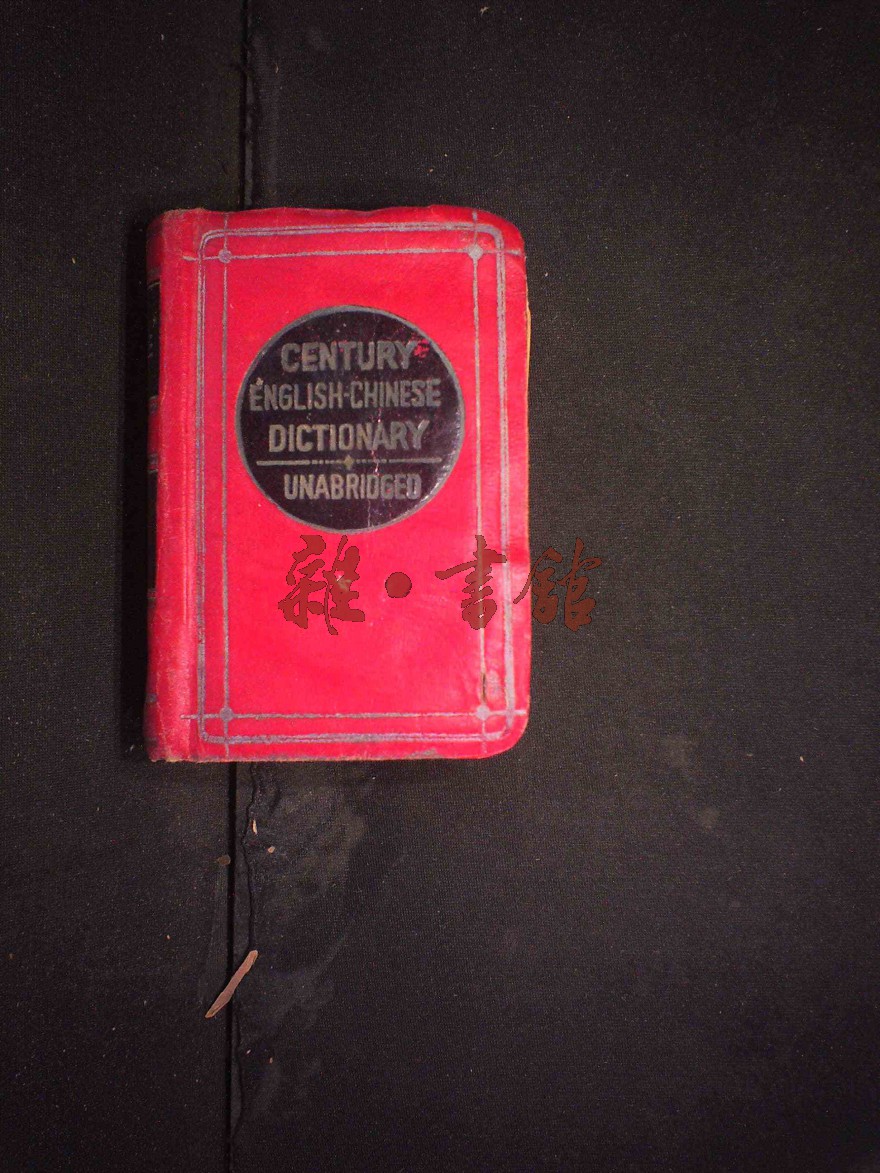 CENTURY
ENGLISH-CHINESE
DICTIONARY
UNABRIDGED
雜·書館